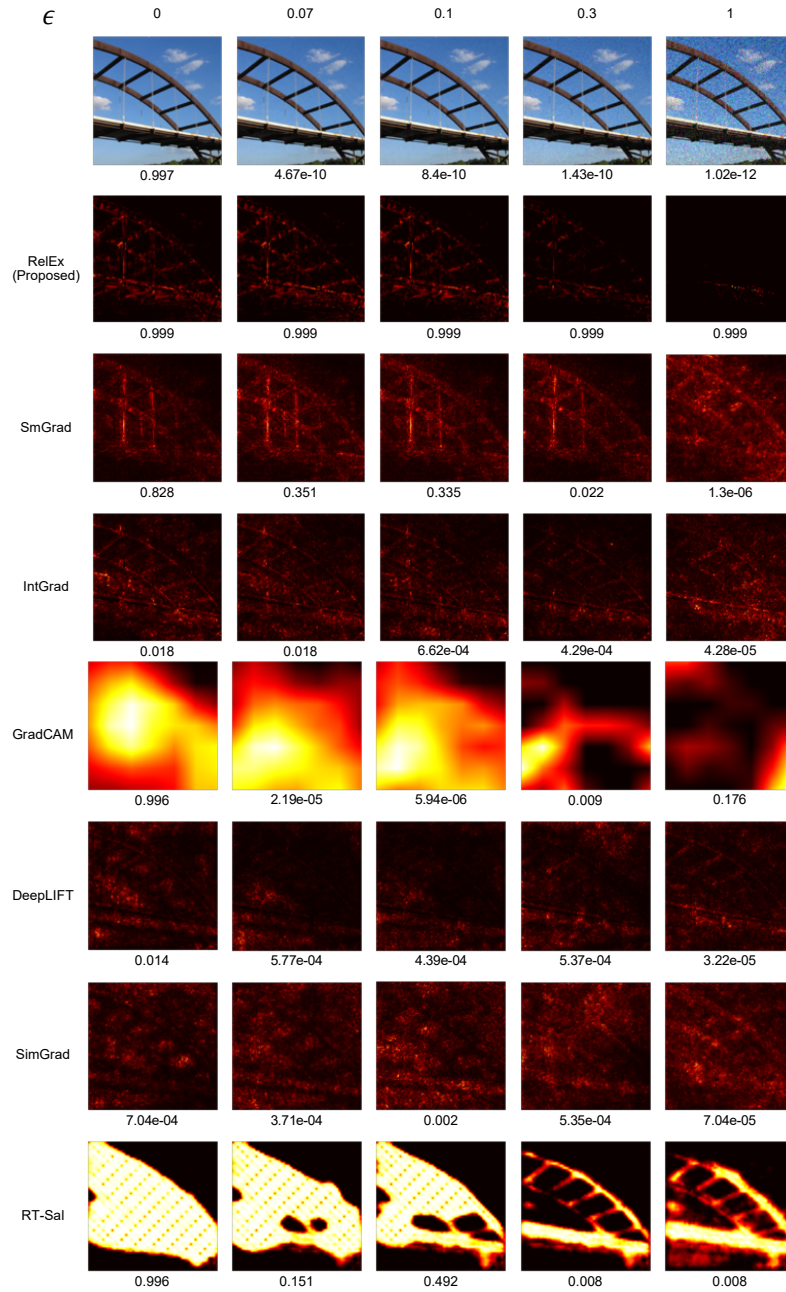 ϵ 0 0.07 0.1 0.3 1
0.997 4.67e-10 8.4e-10 1.43e-10 1.02e-12
RelEx
(Proposed)
0.999 0.999 0.999 0.999 0.999
SmGrad
0.828 0.351 0.335 0.022 1.3e-06
IntGrad
0.018 0.018 6.62e-04 4.29e-04 4.28e-05
GradCAM
0.996 2.19e-05 5.94e-06 0.009 0.176
DeepLIFT
0.014 5.77e-04 4.39e-04 5.37e-04 3.22e-05
SimGrad
7.04e-04 3.71e-04 0.002 5.35e-04 7.04e-05
RT-Sal
0.996 0.151 0.492 0.008 0.008